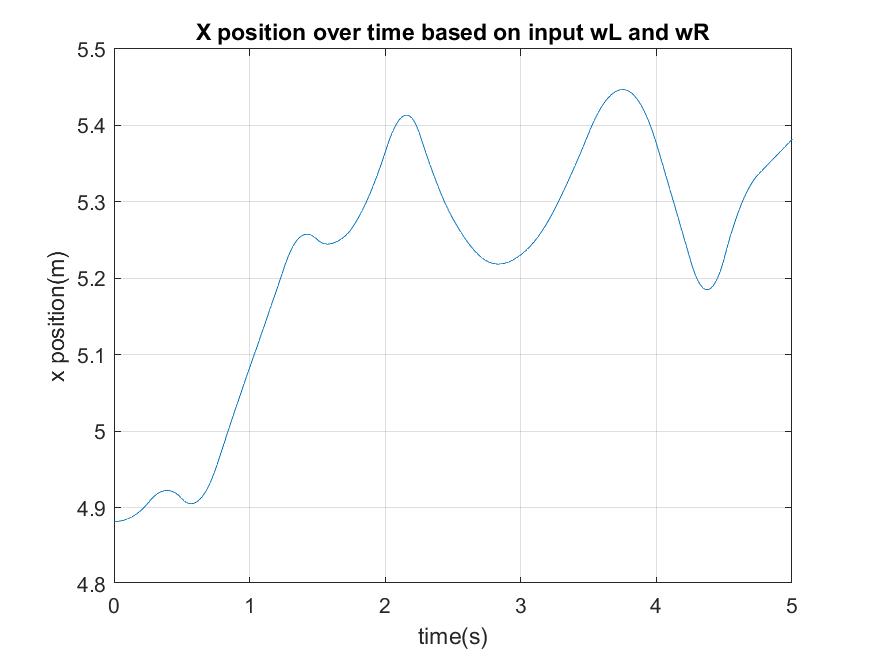 X position over time based on input wL and wR
5.5
5.4
5.3
5.2
5.1
5
4.9
4.8
x position(m)
0 1 2 3 4 5
time(s)